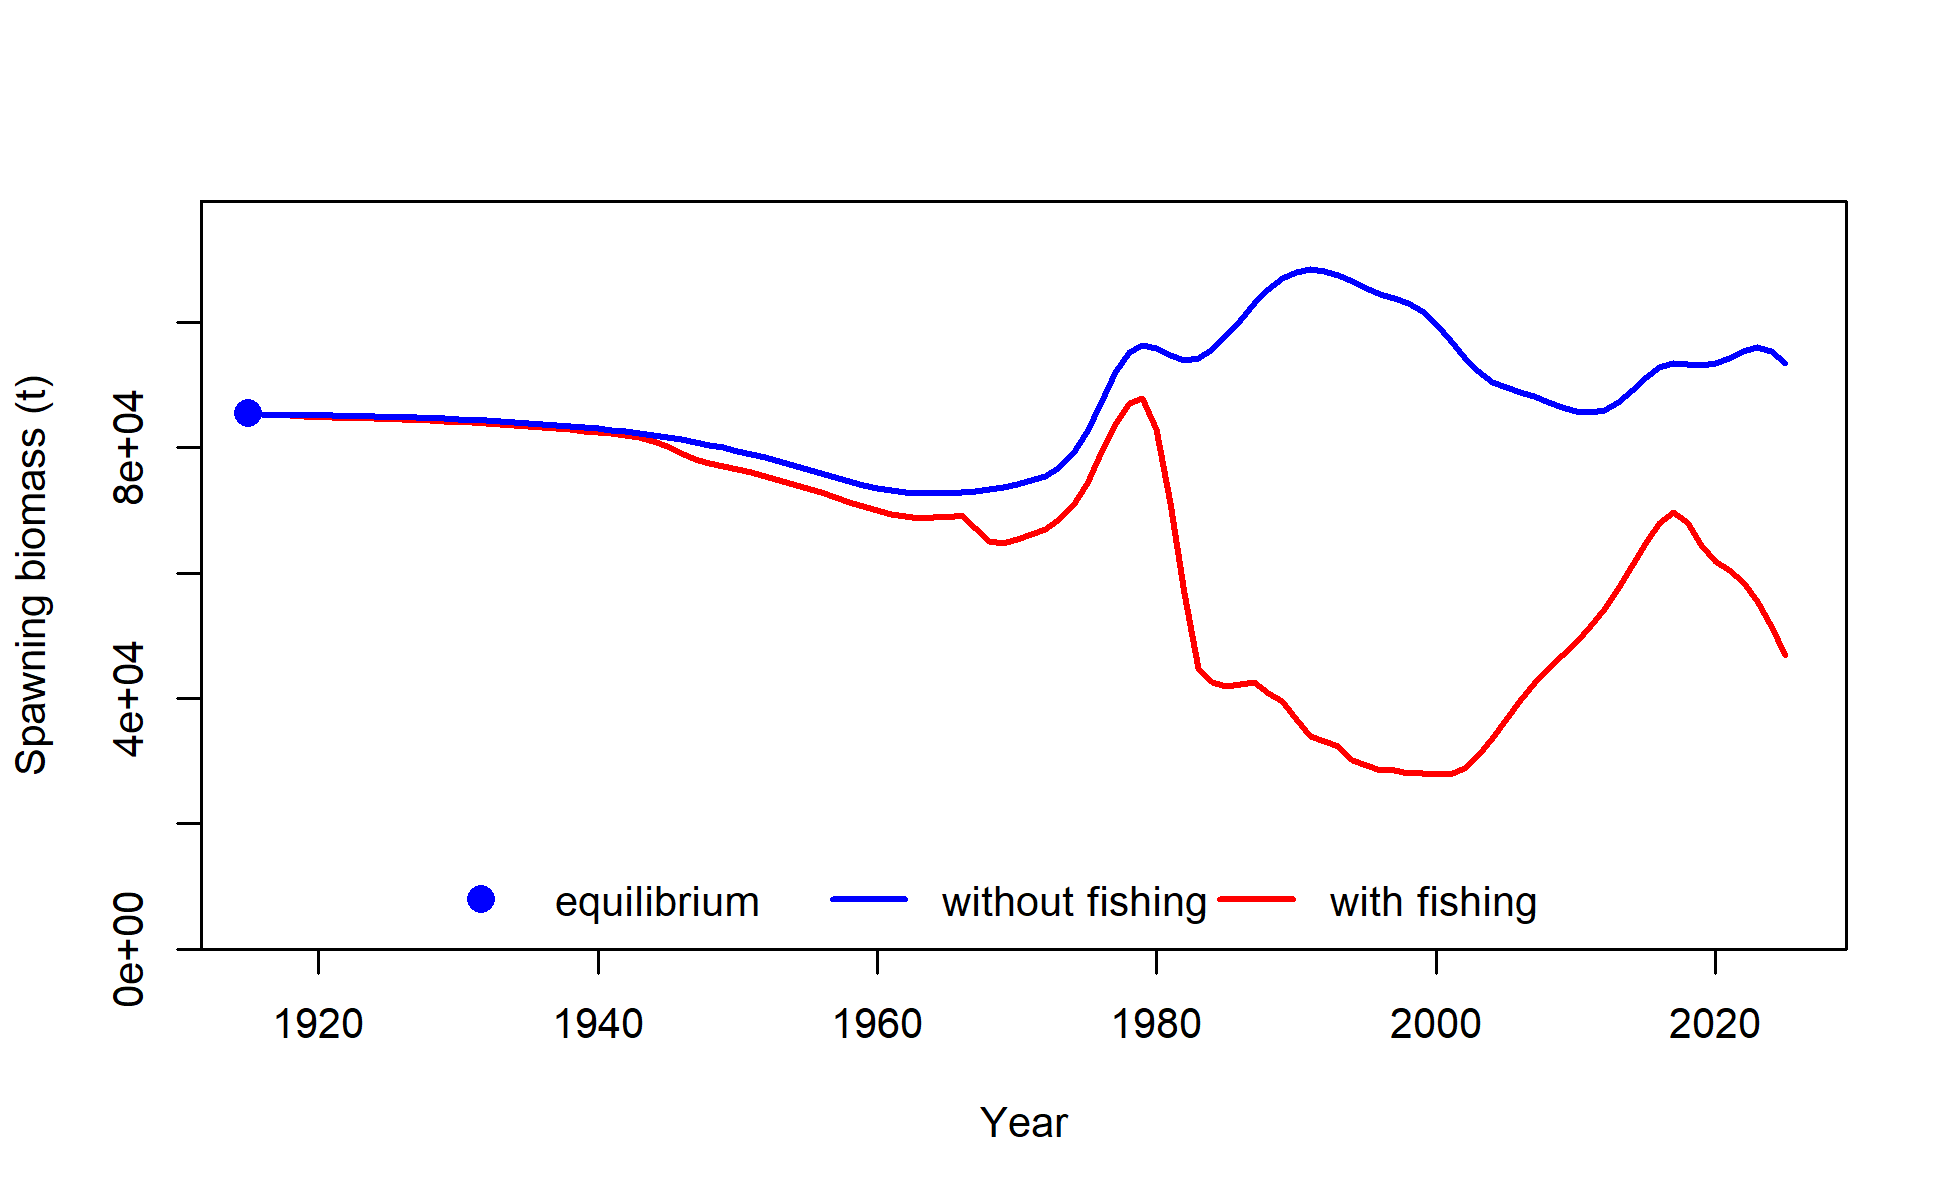 Spawning biomass (t)
8e+04
4e+04
0e+00
equilibrium without fishing with fishing
1920 1940 1960 1980 2000 2020
Year